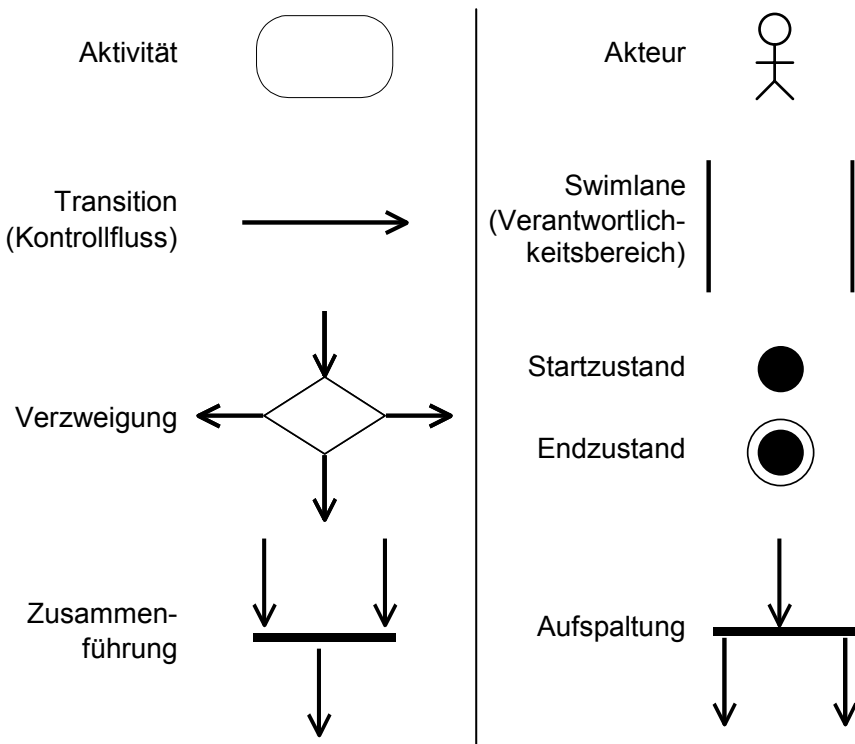 Aktivität
Transition
(Kontrollfluss)
Verzweigung
Zusammen-
führung
Akteur
Swimlane
(Verantwortlich-
keitsbereich)
Startzustand
Endzustand
Aufspaltung